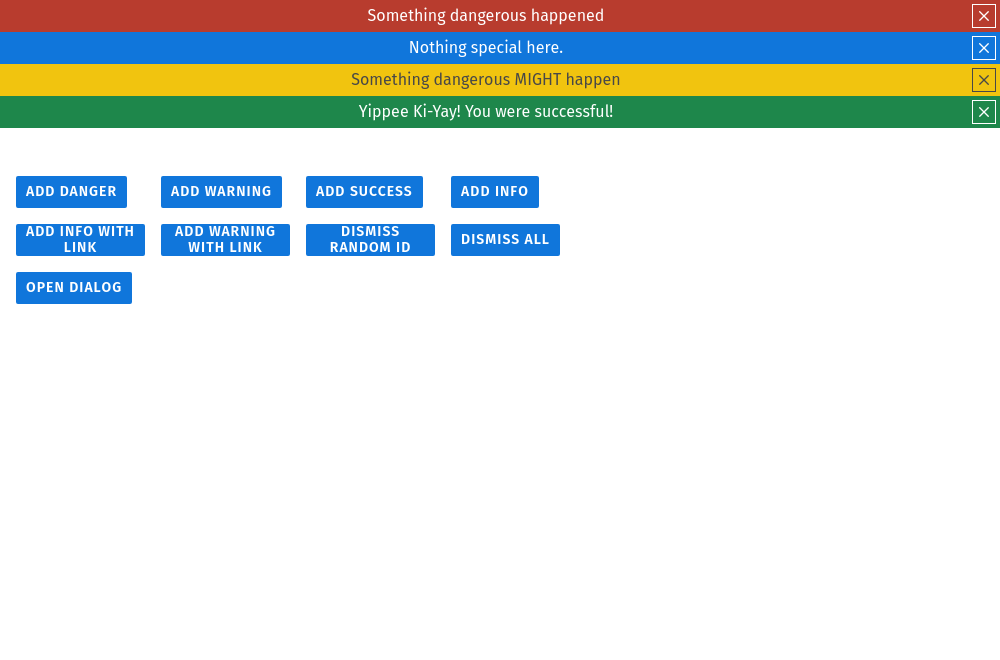 Something dangerous happened
Nothing special here.
Something dangerous MIGHT happen
Yippee Ki-Yay! You were successful!
ADD DANGER
ADD WARNING
ADD SUCCESS
ADD INFO
ADD INFO WITH
LINK
ADD WARNING
WITH LINK
DISMISS
RANDOM ID
DISMISS ALL
OPEN DIALOG